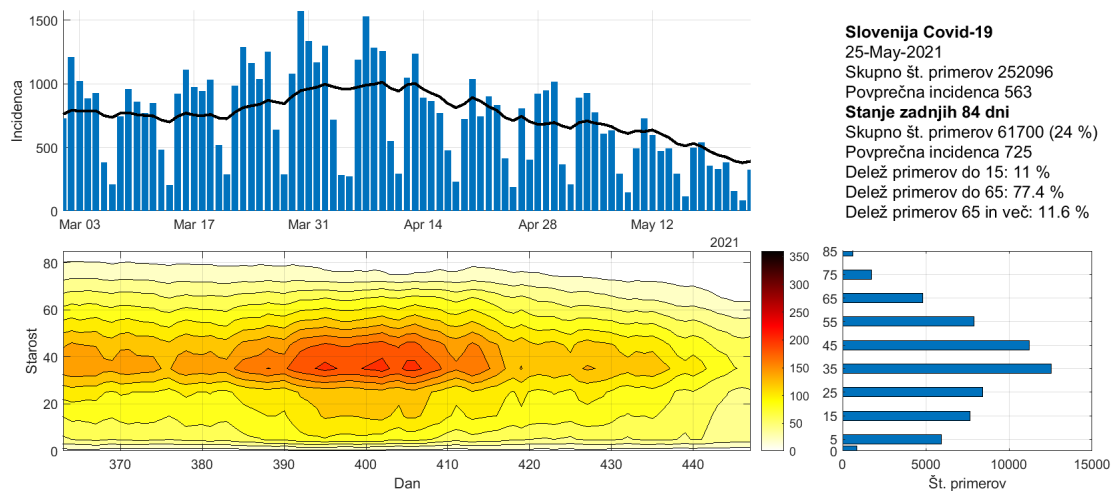 1500
1000
500
0
Incidenca
Mar 03
Mar 17
Mar 31
Apr 14
Apr 28
May 12
2021
Slovenija Covid-19
25-May-2021
Skupno št. primerov 252096
Povprečna incidenca 563
Stanje zadnjih 84 dni
Skupno št. primerov 61700 (24 %)
Povprečna incidenca 725
Delež primerov do 15: 11 %
Delež primerov do 65: 77.4 %
Delež primerov 65 in več: 11.6 %
80
60
40
20
0
Starost
370
380
390
400
410
420
430
440
Dan
350
300
250
200
150
100
50
0
85
75
65
55
45
35
25
15
5
0
0
5000
10000
15000
Št. primerov